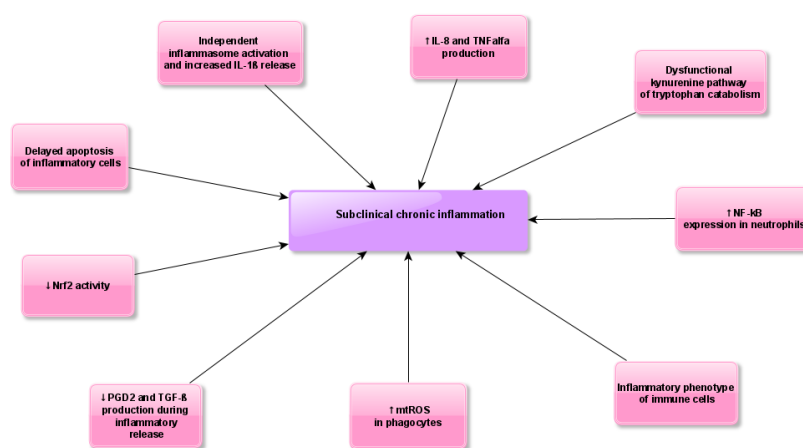 Independent
inflammasome activation
and increased IL-1ß release
↑IL-8 and TNFalfa
production
Dysfunctional
kynurenine pathway
of tryptophan catabolism
Delayed apoptosis
of inflammatory cells
Subclinical chronic inflammation
↑NF-kB
expression in neutrophils
↓Nrf2 activity
↓PGD2 and TGF-ß
production during
inflammatory
release
↑mtROS
in phagocytes
Inflammatory phenotype
of immune cells